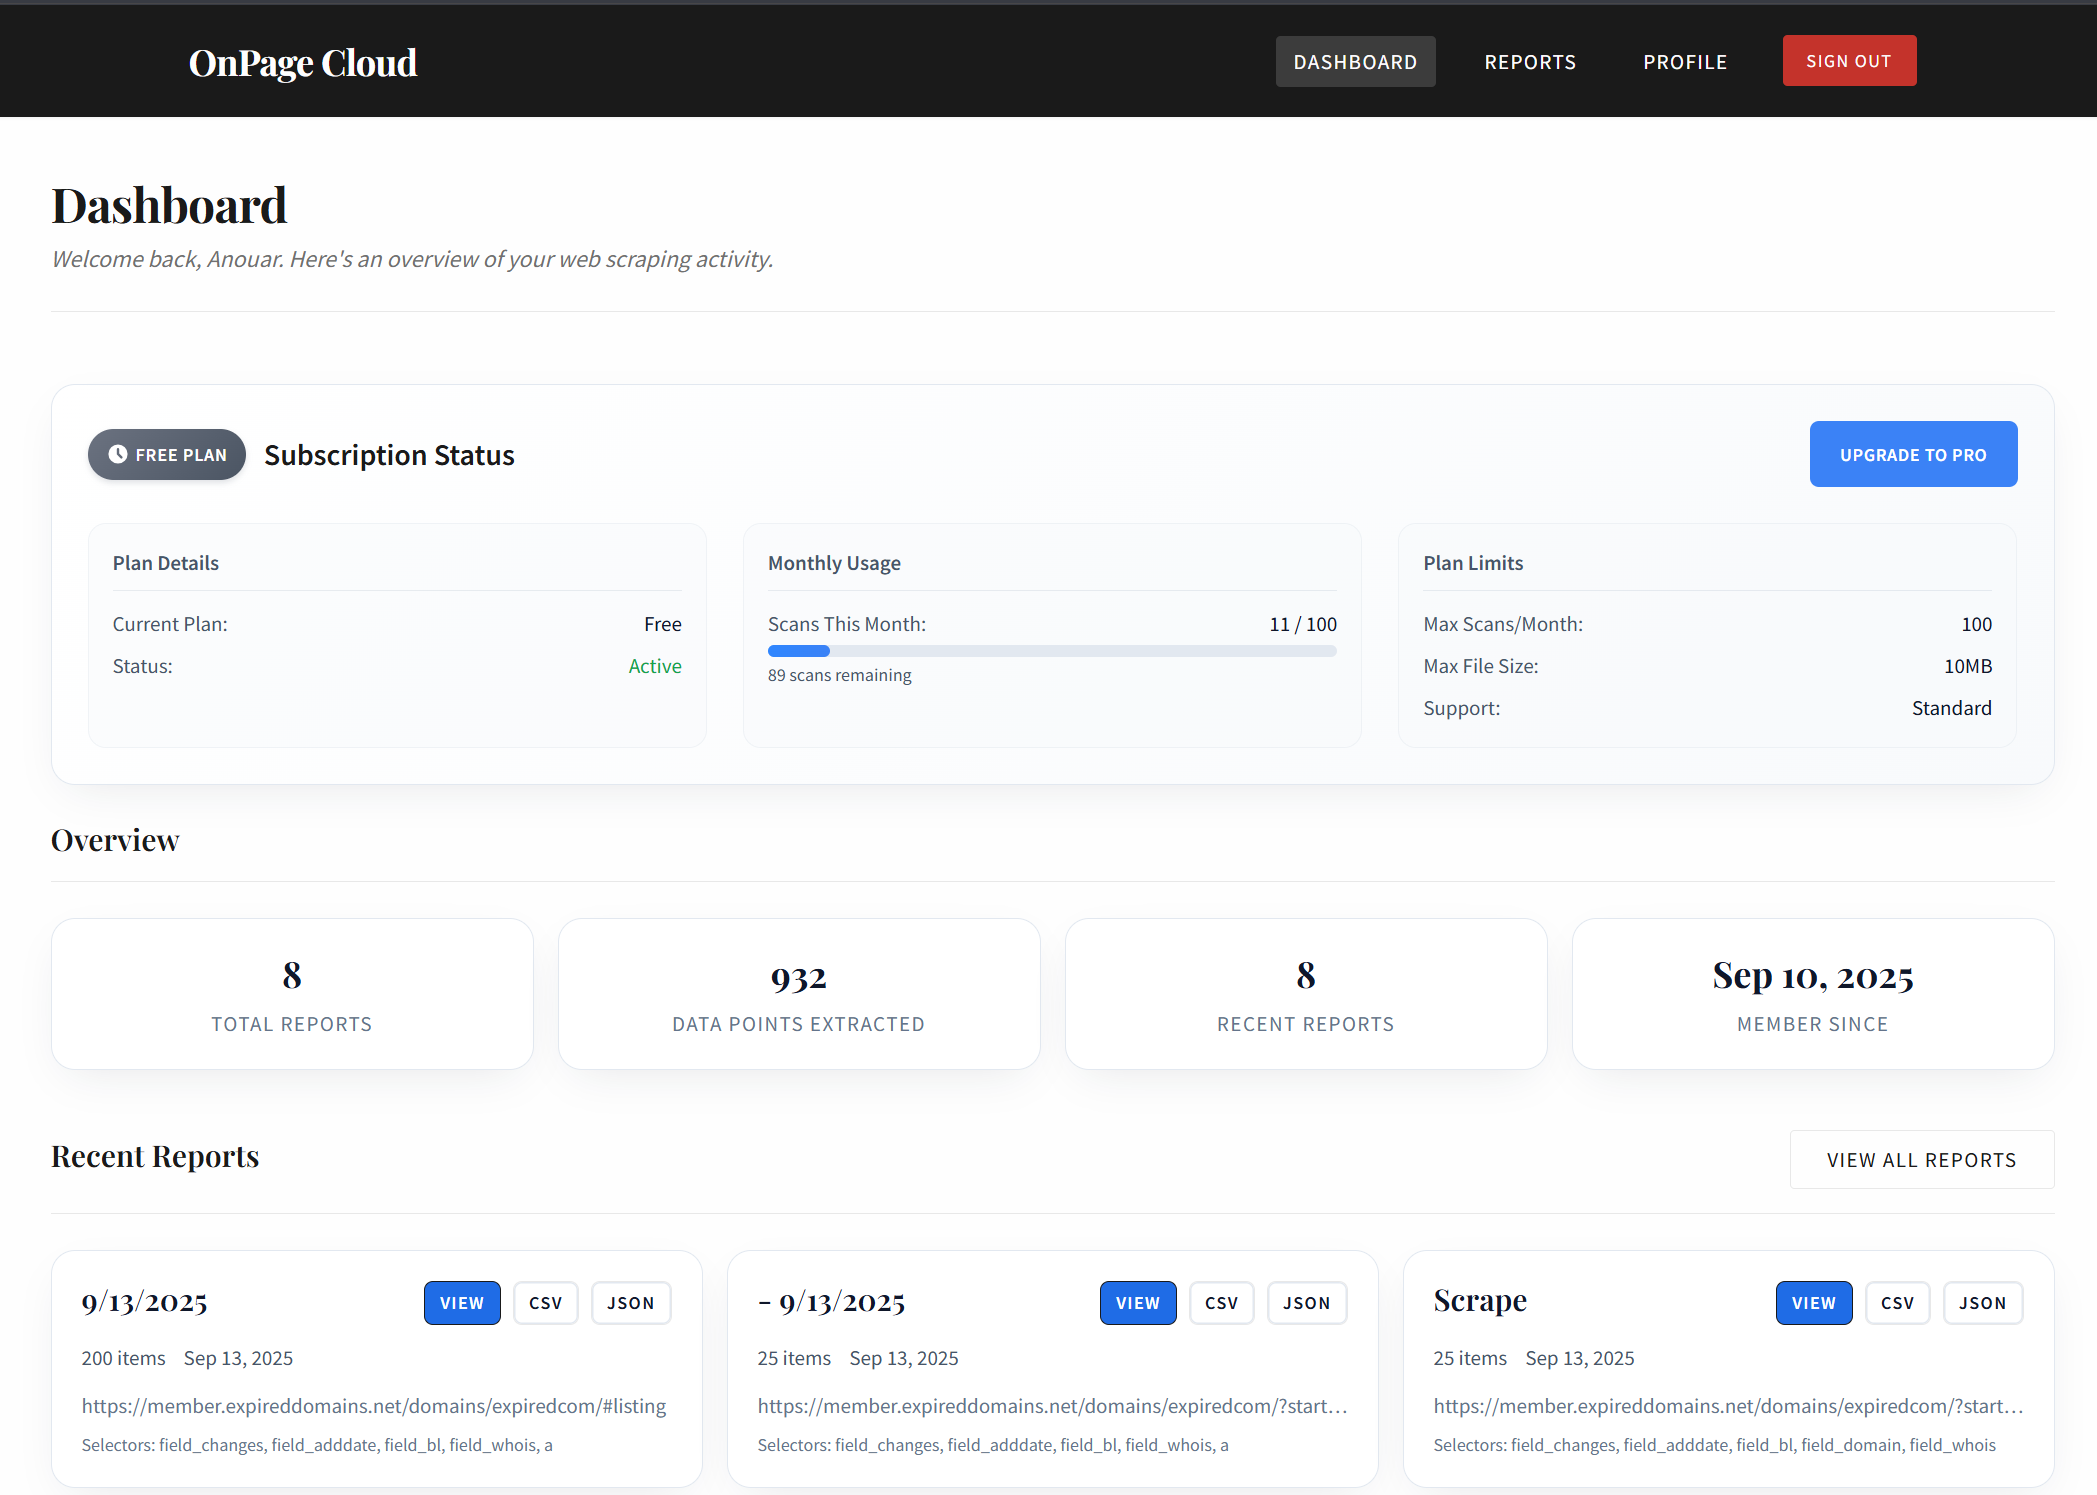 OnPage Cloud
DASHBOARD
REPORTS
PROFILE
SIGN OUT
Dashboard
Welcome back, Anouar. Here's an overview of your web scraping activity.
FREE PLAN
Subscription Status
UPGRADE TO PRO
Plan Details
Current Plan: Free
Status: Active
Monthly Usage
Scans This Month: 11 / 100
89 scans remaining
Plan Limits
Max Scans/Month: 100
Max File Size: 10MB
Support: Standard
Overview
8
TOTAL REPORTS
932
DATA POINTS EXTRACTED
8
RECENT REPORTS
Sep 10, 2025
MEMBER SINCE
Recent Reports
VIEW ALL REPORTS
9/13/2025
VIEW
CSV
JSON
200 items Sep 13, 2025
https://member.expireddomains.net/domains/expiredcom/#listing
Selectors: field_changes, field_adddate, field_bl, field_whois, a
- 9/13/2025
VIEW
CSV
JSON
25 items Sep 13, 2025
https://member.expireddomains.net/domains/expiredcom/?start...
Selectors: field_changes, field_adddate, field_bl, field_whois, a
Scrape
VIEW
CSV
JSON
25 items Sep 13, 2025
https://member.expireddomains.net/domains/expiredcom/?start...
Selectors: field_changes, field_adddate, field_bl, field_domain, field_whois